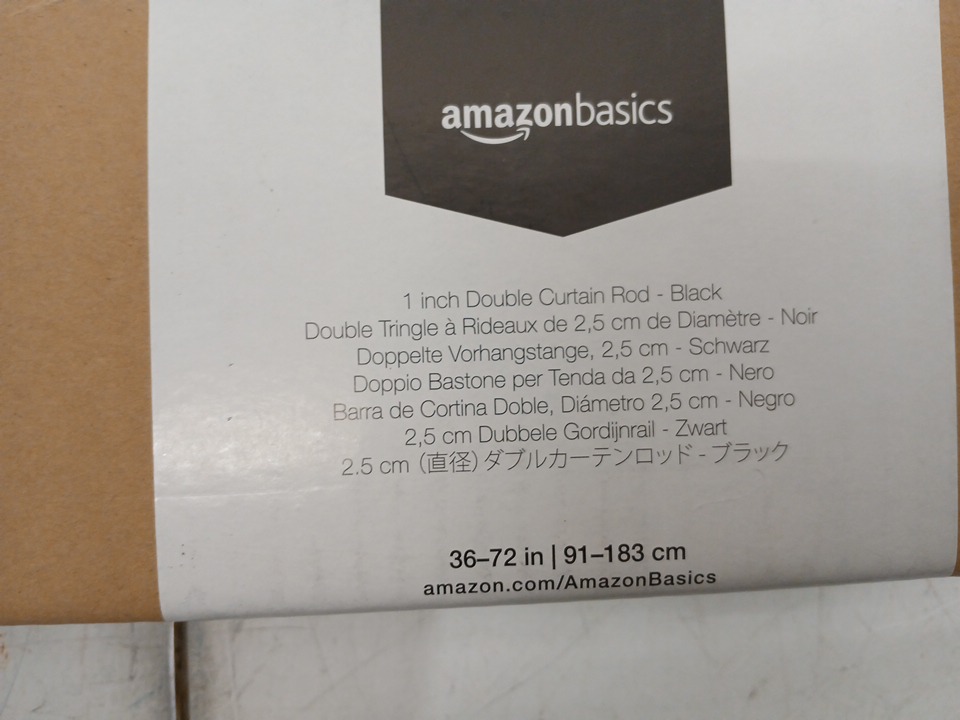 amazonbasics
1 inch Double Curtain Rod - Black
Double Tringle à Rideaux de 2,5 cm de Diamètre - Noir
Doppelte Vorhangstange, 2,5 cm - Schwarz
Doppio Bastone per Tenda da 2,5 cm - Nero
Barra de Cortina Doble, Diámetro 2,5 cm - Negro
2,5 cm Dubbele Gordijnrail - Zwart
2.5 cm（直径）ダブルカーテンロッド - ブラック
36–72 in | 91–183 cm
amazon.com/AmazonBasics